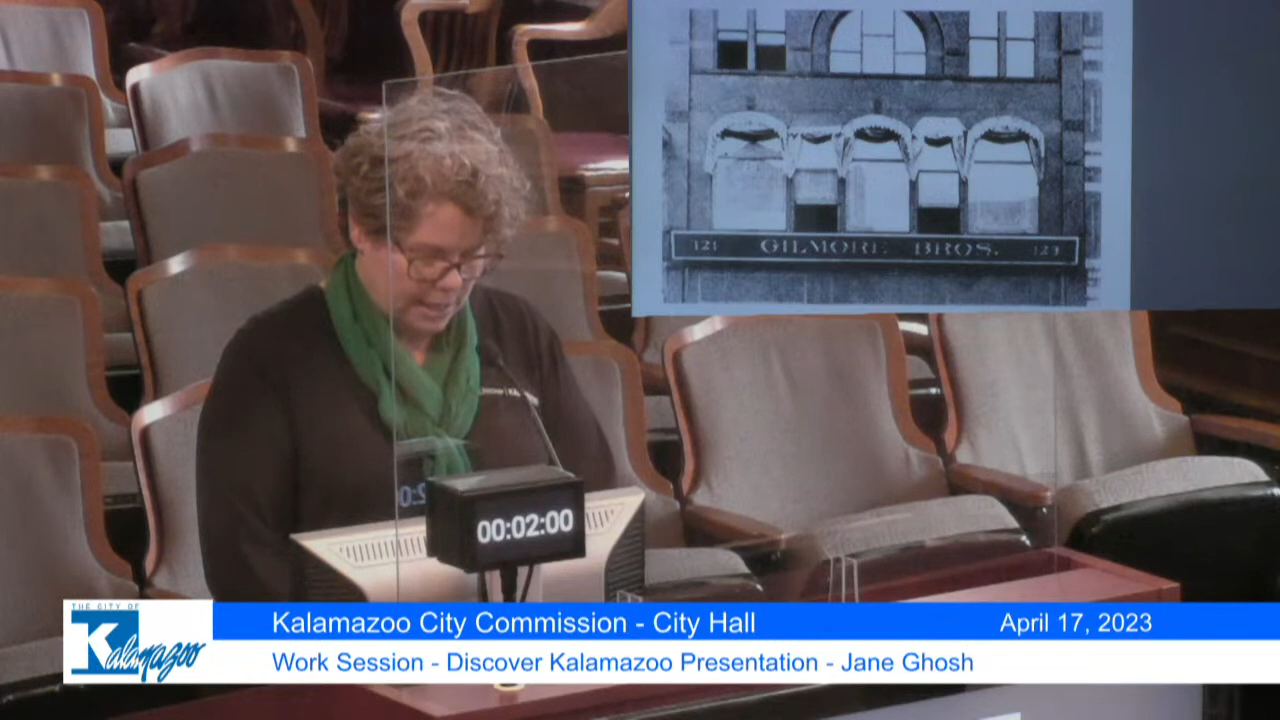 121 GILMORE BROS. 123
00:02:00
THE CITY OF
Kalamazoo
Kalamazoo City Commission - City Hall
April 17, 2023
Work Session - Discover Kalamazoo Presentation - Jane Ghosh